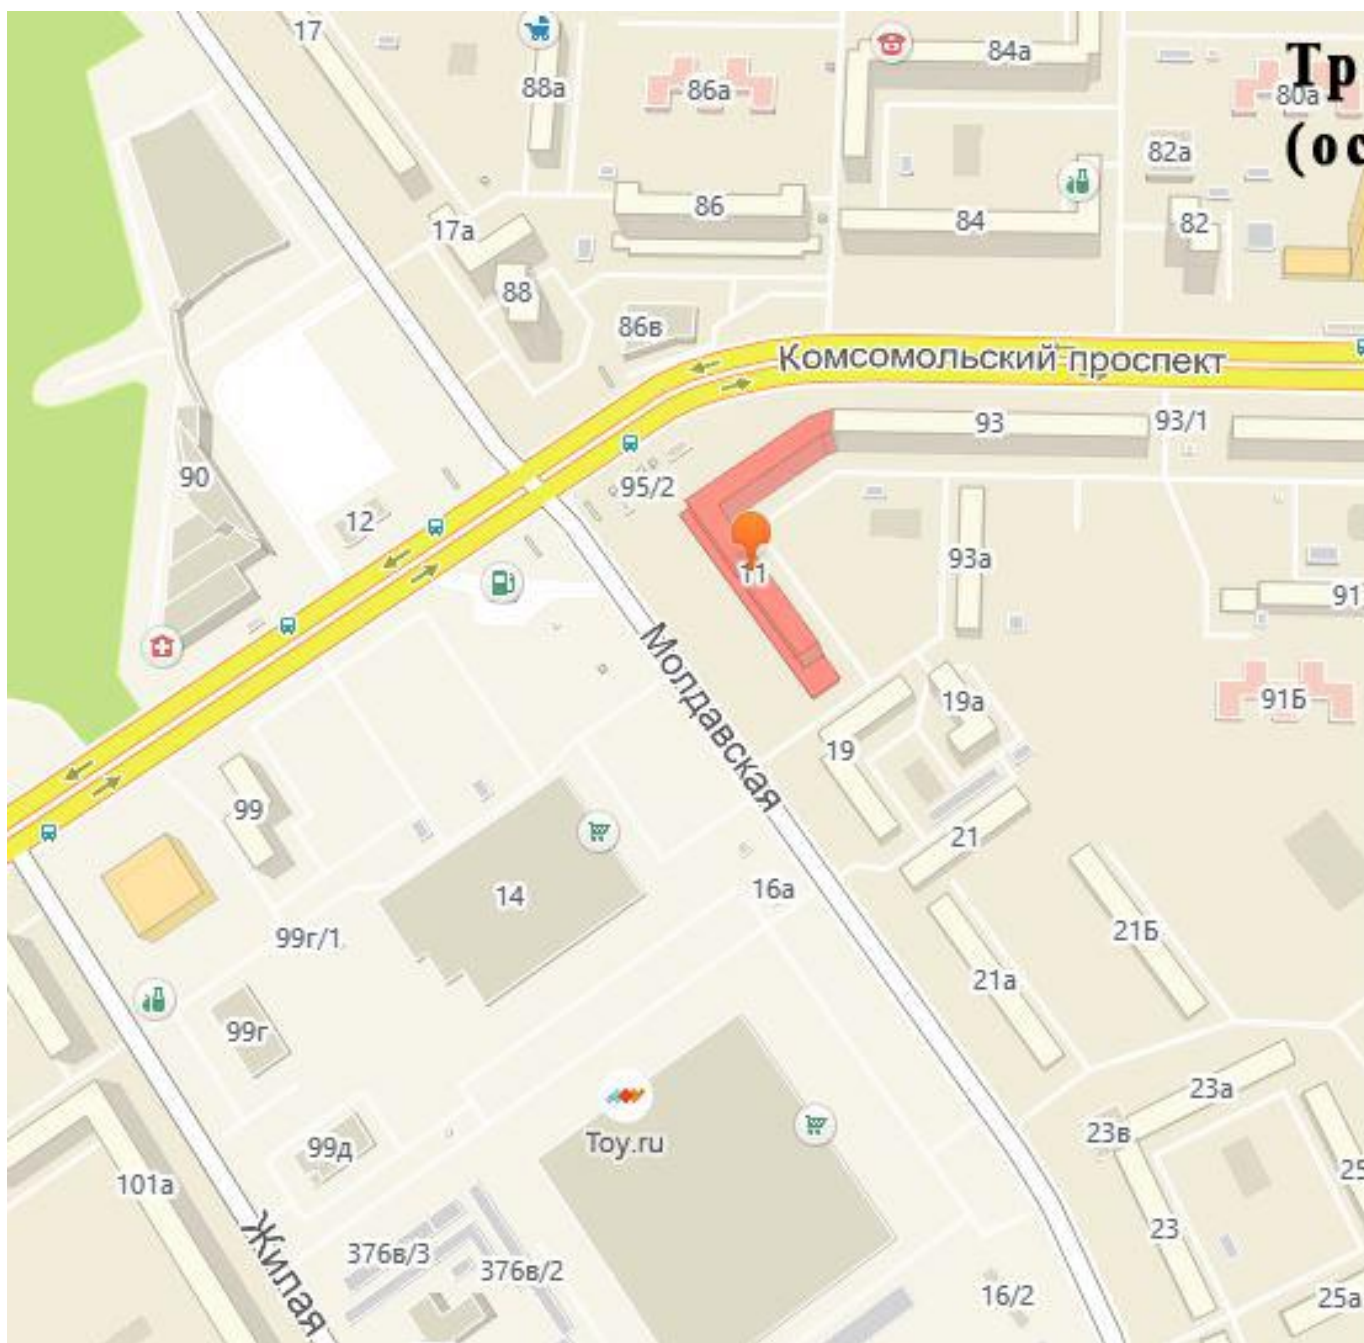 17
88а
86а
84а
Тр
80а
(ос
82а
86
84
82
17а
88
86в
Комсомольский проспект
93
93/1
90
95/2
12
11
93а
91
Молдавская
19а
91Б
19
99
21
14
16а
21Б
99г/1
21а
99г
23а
Toy.ru
23в
99д
101а
25
23
Жилая
376в/3
376в/2
16/2
25а